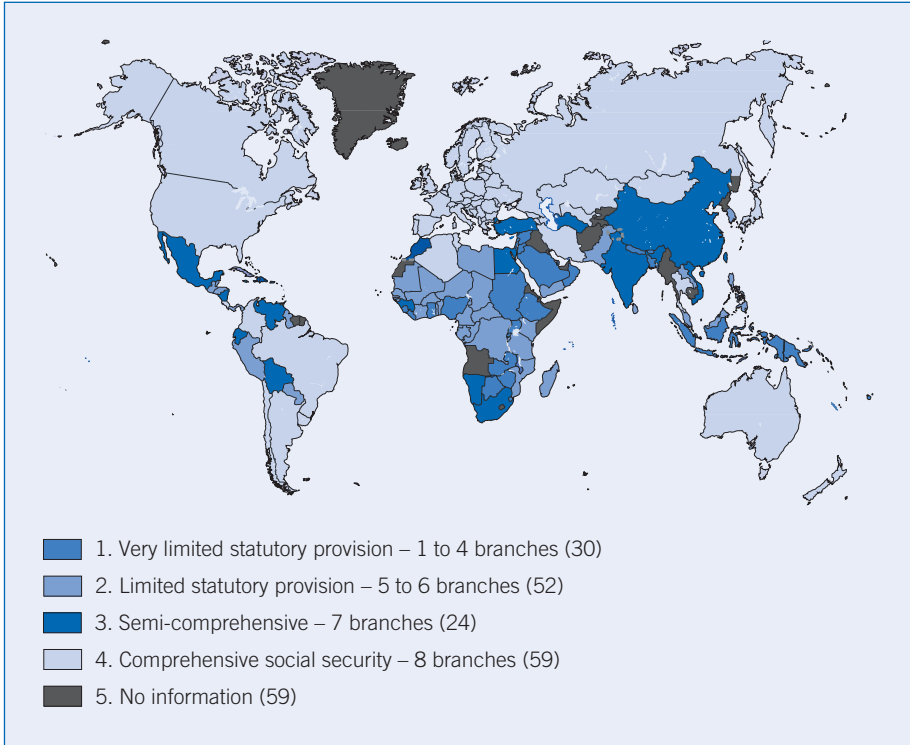 1. Very limited statutory provision – 1 to 4 branches (30)
2. Limited statutory provision – 5 to 6 branches (52)
3. Semi-comprehensive – 7 branches (24)
4. Comprehensive social security – 8 branches (59)
5. No information (59)